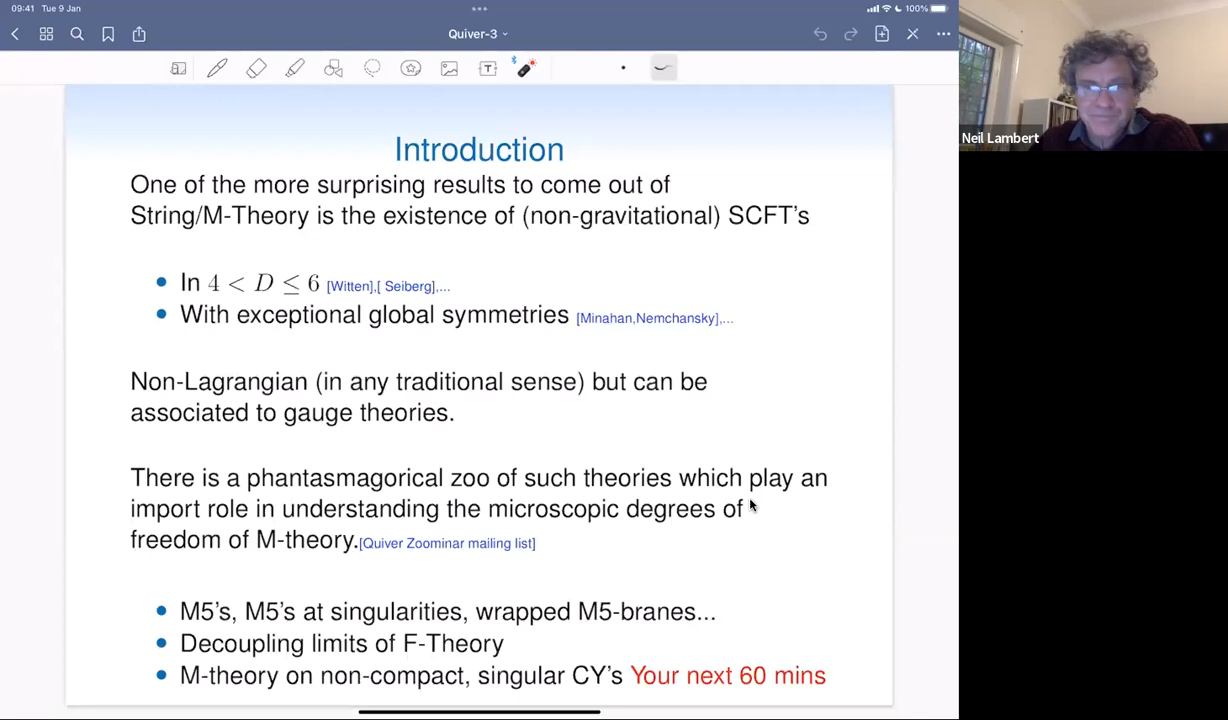 09:41 Tue 9 Jan
100%
Quiver-3
T
Neil Lambert
Introduction
One of the more surprising results to come out of
String/M-Theory is the existence of (non-gravitational) SCFT's
• In 4 < D ≤ 6 [Witten],[ Seiberg],...
• With exceptional global symmetries [Minahan,Nemchansky],...
Non-Lagrangian (in any traditional sense) but can be
associated to gauge theories.
There is a phantasmagorical zoo of such theories which play an
import role in understanding the microscopic degrees of
freedom of M-theory.[Quiver Zoominar mailing list]
• M5's, M5's at singularities, wrapped M5-branes...
• Decoupling limits of F-Theory
• M-theory on non-compact, singular CY's Your next 60 mins